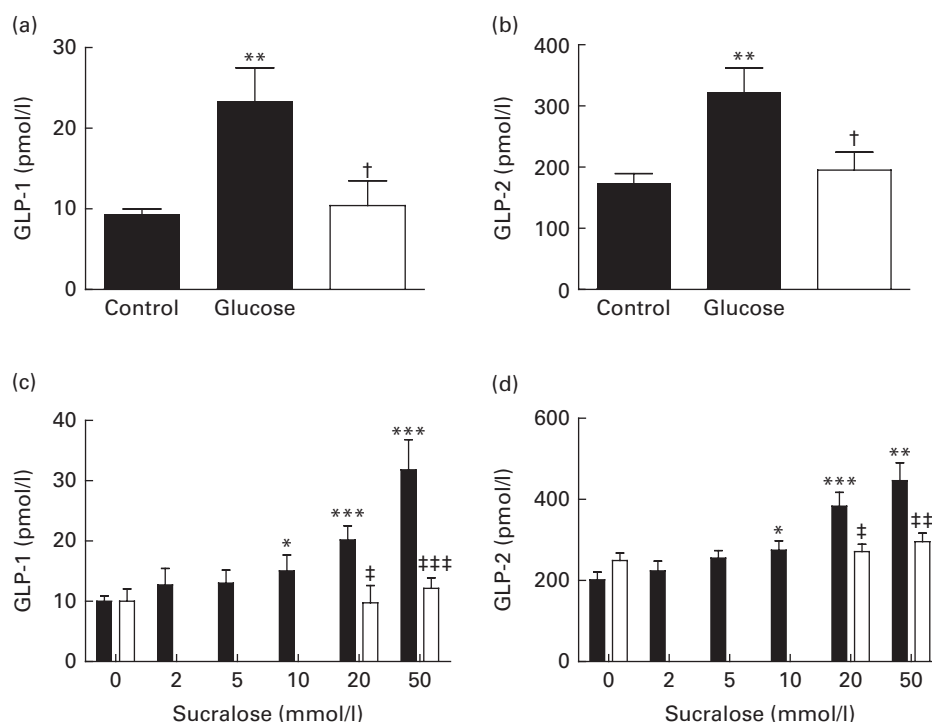 (a)
30
20
10
0
GLP-1 (pmol/l)
**
†
Control Glucose
(b)
400
300
200
100
0
GLP-2 (pmol/l)
**
†
Control Glucose
(c)
40
30
20
10
0
GLP-1 (pmol/l)
*
***
‡
***
‡‡‡
0 2 5 10 20 50
Sucralose (mmol/l)
(d)
600
400
200
0
GLP-2 (pmol/l)
*
***
‡
**
‡‡
0 2 5 10 20 50
Sucralose (mmol/l)